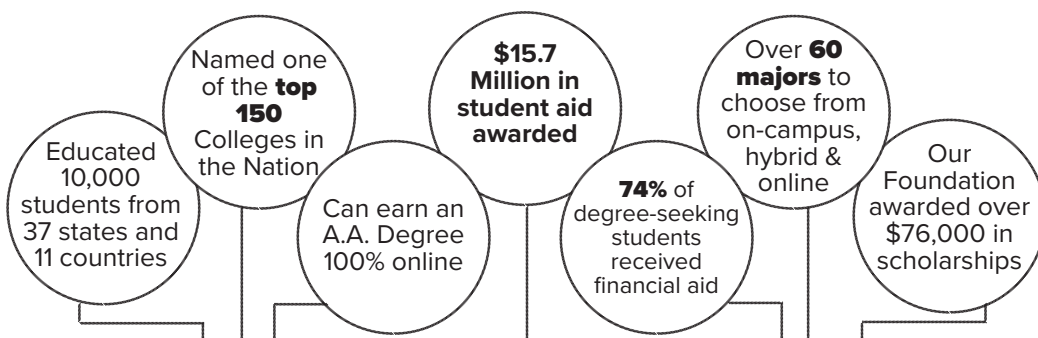 Educated
10,000
students from
37 states and
11 countries
Named one
of the top
150
Colleges in
the Nation
Can earn an
A.A. Degree
100% online
$15.7
Million in
student aid
awarded
74% of
degree-seeking
students
received
financial aid
Over 60
majors to
choose from
on-campus,
hybrid &
online
Our
Foundation
awarded over
$76,000 in
scholarships